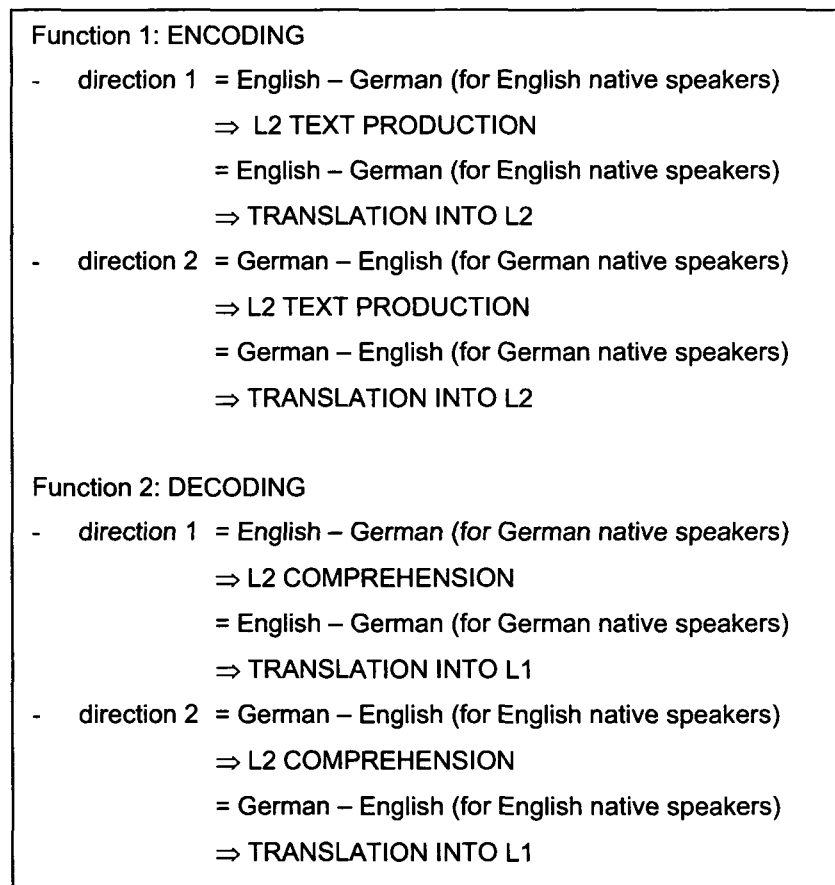 Function 1: ENCODING
- direction 1 = English – German (for English native speakers)
⇒ L2 TEXT PRODUCTION
= English – German (for English native speakers)
⇒ TRANSLATION INTO L2
- direction 2 = German – English (for German native speakers)
⇒ L2 TEXT PRODUCTION
= German – English (for German native speakers)
⇒ TRANSLATION INTO L2
Function 2: DECODING
- direction 1 = English – German (for German native speakers)
⇒ L2 COMPREHENSION
= English – German (for German native speakers)
⇒ TRANSLATION INTO L1
- direction 2 = German – English (for English native speakers)
⇒ L2 COMPREHENSION
= German – English (for English native speakers)
⇒ TRANSLATION INTO L1